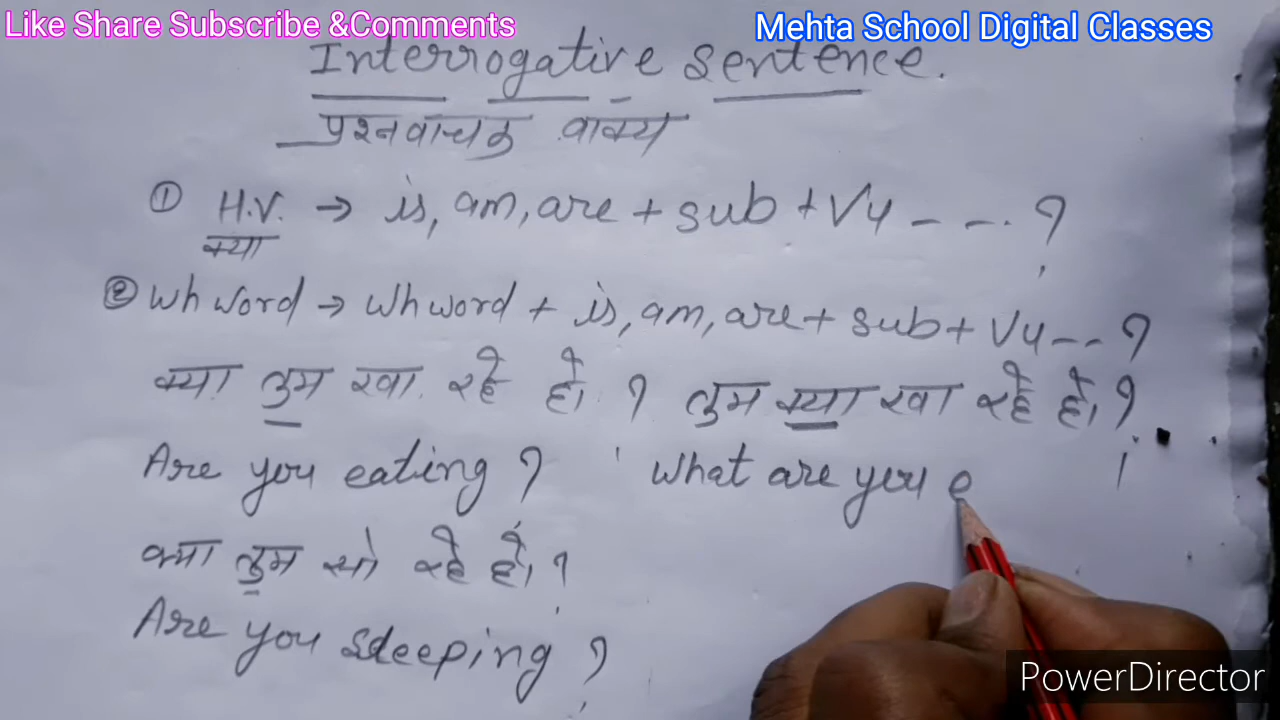 Like Share Subscribe &Comments
Mehta School Digital Classes
Interrogative Sentence.
प्रश्नवाचक वाक्य
① H.V. → is, am, are + sub + V4 - - - ?
क्या
② Wh word → Wh word + is, am, are + sub + V4 - - ?
क्या तुम खा रहे हो ? तुम क्या खा रहे हो ?
Are you eating ? What are you e
क्या तुम सो रहे हो ?
Are you sleeping ?
PowerDirector